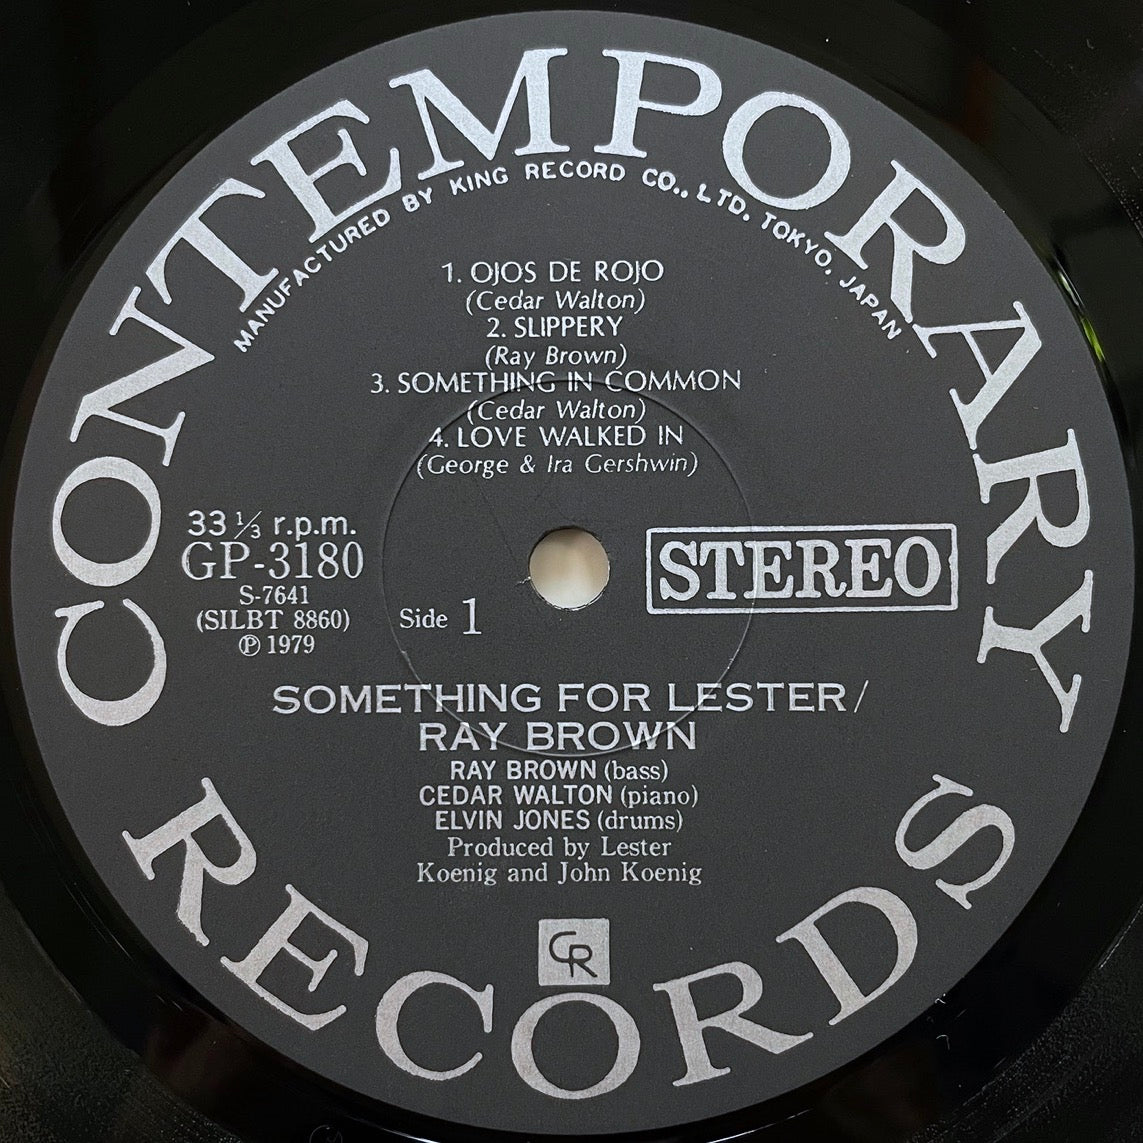 CONTEMPORARY
MANUFACTURED BY KING RECORD CO., LTD. TOKYO, JAPAN
1. OJOS DE ROJO
(Cedar Walton)
2. SLIPPERY
(Ray Brown)
3. SOMETHING IN COMMON
(Cedar Walton)
4. LOVE WALKED IN
(George & Ira Gershwin)
33 ⅓ r.p.m.
GP-3180
S-7641
(SILBT 8860)
℗ 1979
Side 1
STEREO
SOMETHING FOR LESTER /
RAY BROWN
RAY BROWN (bass)
CEDAR WALTON (piano)
ELVIN JONES (drums)
Produced by Lester
Koenig and John Koenig
CR
RECORDS